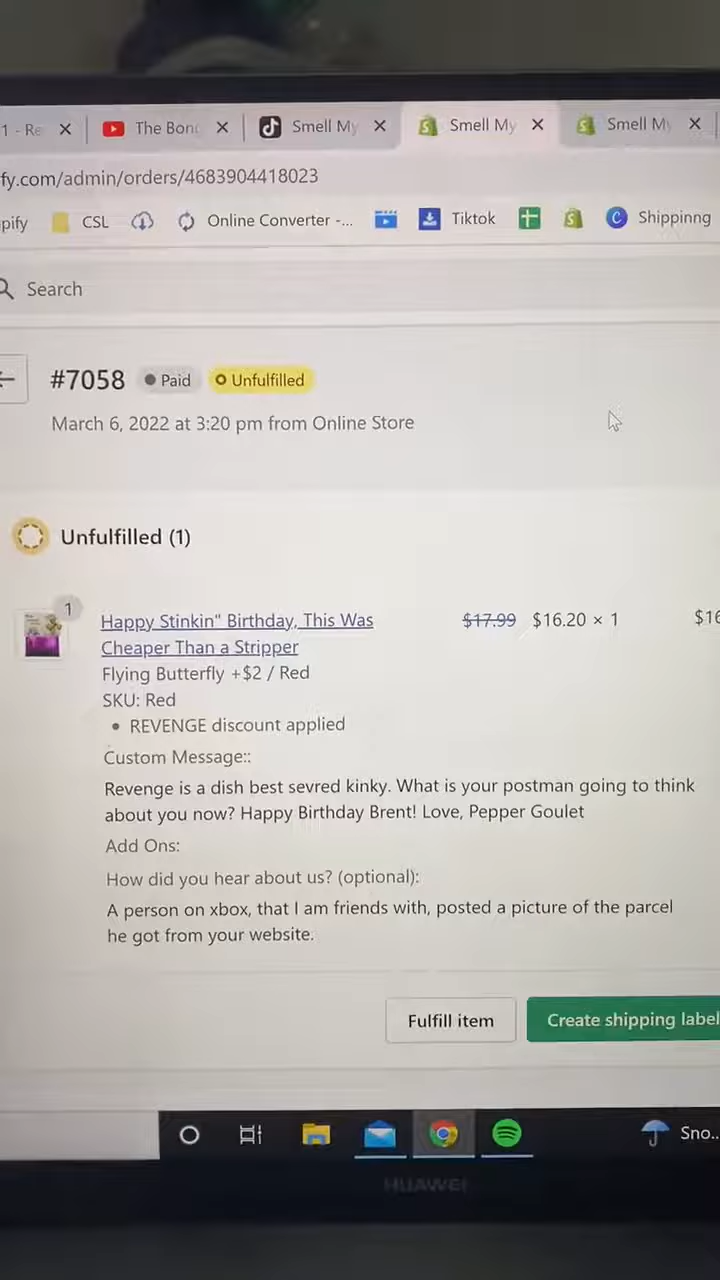 1 - Re
The Bon
Smell My
Smell My
Smell M
fy.com/admin/orders/4683904418023
pify
CSL
Online Converter -...
Tiktok
Shippinng
Search
#7058
Paid
Unfulfilled
March 6, 2022 at 3:20 pm from Online Store
Unfulfilled (1)
1
Happy Stinkin" Birthday, This Was
$17.99 $16.20 × 1
$16
Cheaper Than a Stripper
Flying Butterfly +$2 / Red
SKU: Red
• REVENGE discount applied
Custom Message::
Revenge is a dish best sevred kinky. What is your postman going to think
about you now? Happy Birthday Brent! Love, Pepper Goulet
Add Ons:
How did you hear about us? (optional):
A person on xbox, that I am friends with, posted a picture of the parcel
he got from your website.
Fulfill item
Create shipping label
Sno...
HUAWEI